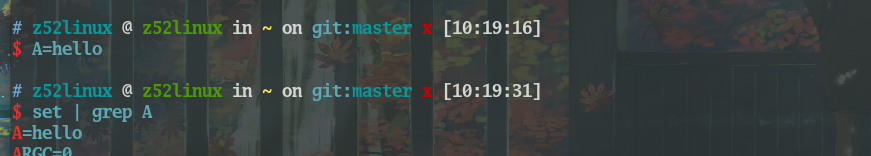 # z52linux @ z52linux in ~ on git:master x [10:19:16]
$ A=hello
# z52linux @ z52linux in ~ on git:master x [10:19:31]
$ set | grep A
A=hello
ARGC=0